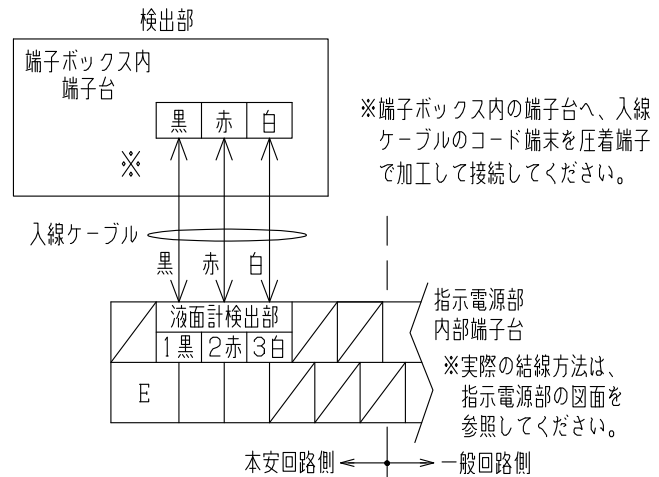 検出部
端子ボックス内
端子台
黒 赤 白
※
※端子ボックス内の端子台へ、入線
ケーブルのコード端末を圧着端子
で加工して接続してください。
入線ケーブル
黒 赤 白
液面計検出部
1黒 2赤 3白
E
指示電源部
内部端子台
※実際の結線方法は、
指示電源部の図面を
参照してください。
本安回路側 一般回路側